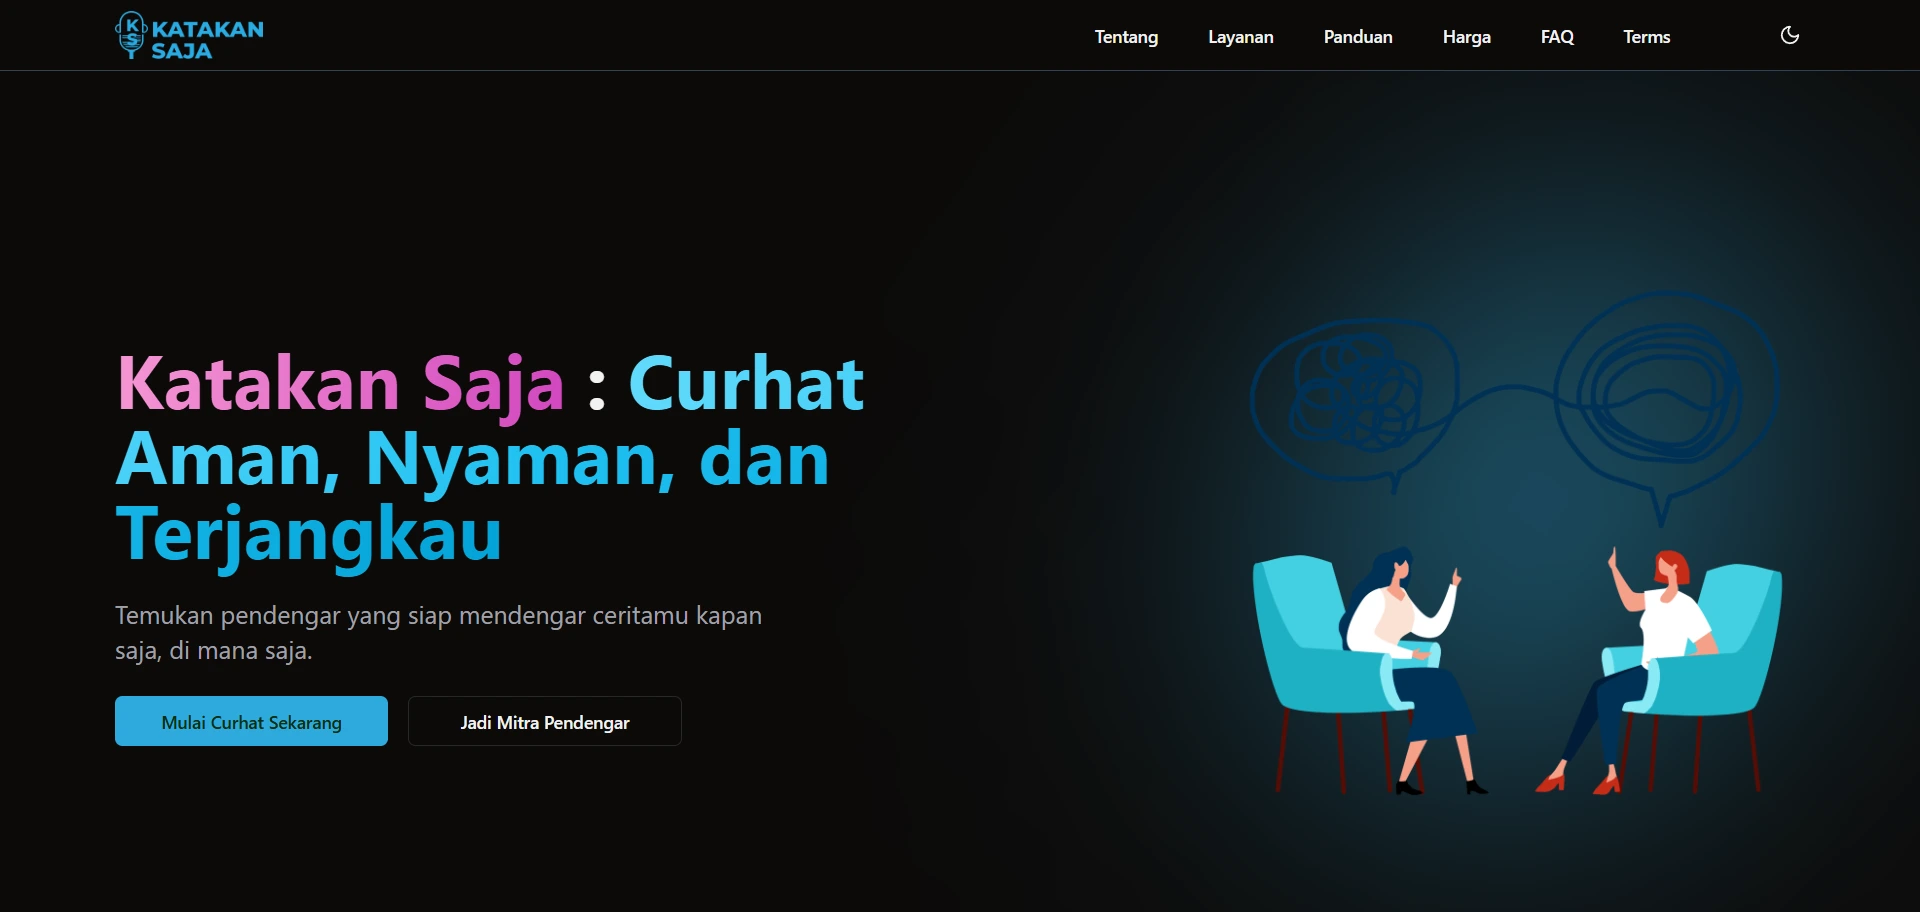 KS
KATAKAN
SAJA
Tentang
Layanan
Panduan
Harga
FAQ
Terms
Katakan Saja : Curhat
Aman, Nyaman, dan
Terjangkau
Temukan pendengar yang siap mendengar ceritamu kapan
saja, di mana saja.
Mulai Curhat Sekarang
Jadi Mitra Pendengar